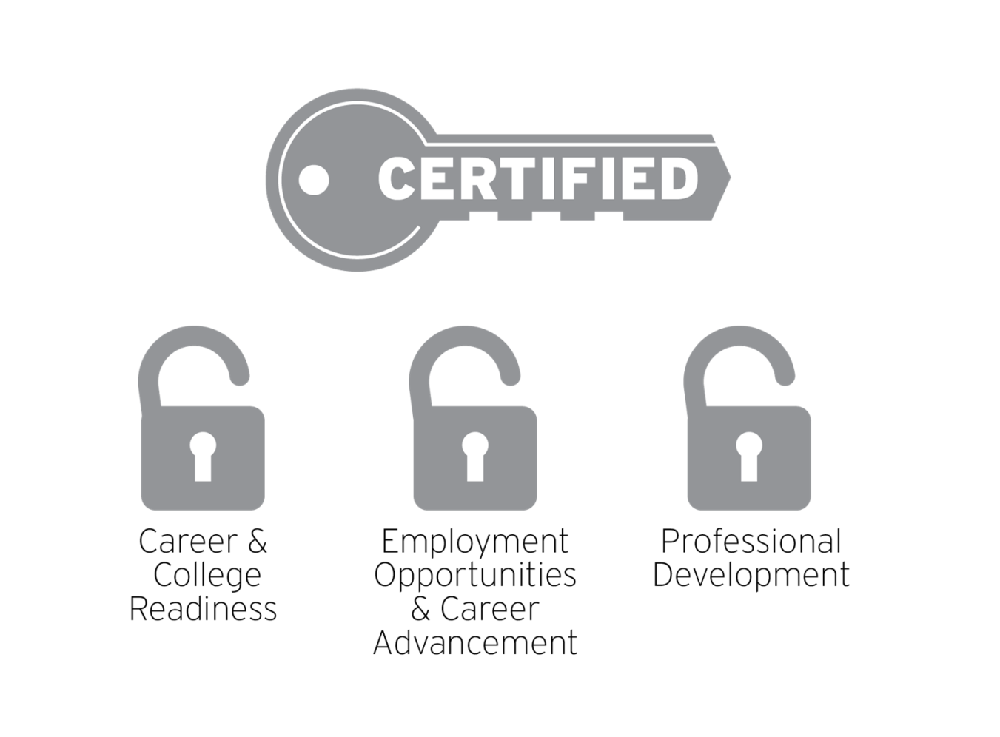 CERTIFIED
Career &
College
Readiness
Employment
Opportunities
& Career
Advancement
Professional
Development